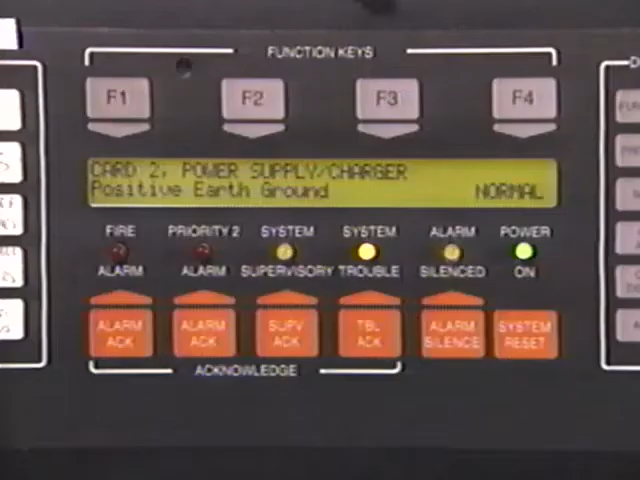 FUNCTION KEYS
F1 F2 F3 F4
CARD 2, POWER SUPPLY/CHARGER
Positive Earth Ground NORMAL
FIRE ALARM
PRIORITY 2 ALARM
SYSTEM SUPERVISORY
SYSTEM TROUBLE
ALARM SILENCED
POWER ON
ALARM ACK
ALARM ACK
SUPV ACK
TBL ACK
ALARM SILENCE
SYSTEM RESET
ACKNOWLEDGE